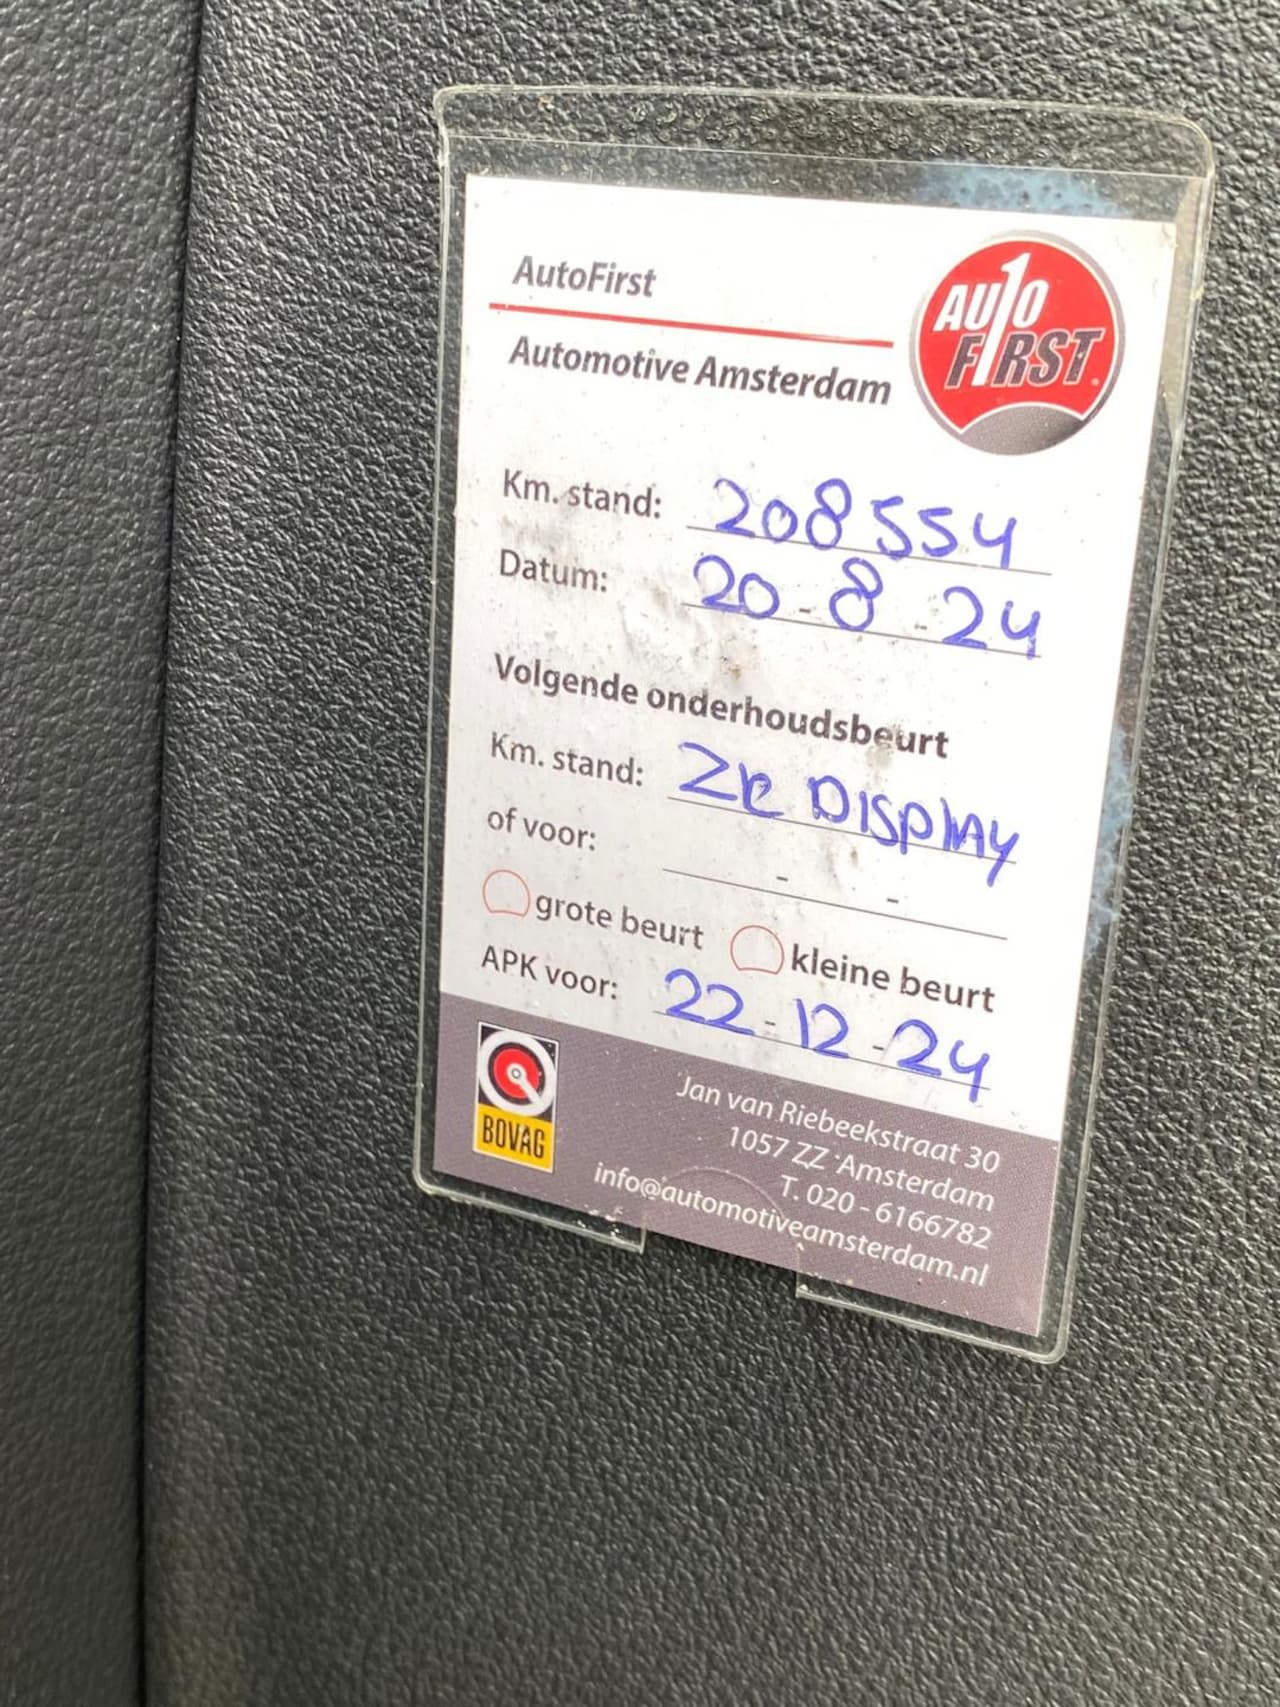 AutoFirst
AUTO
FIRST
Automotive Amsterdam
Km. stand: 208554
Datum: 20-8-24
Volgende onderhoudsbeurt
Km. stand: Zie DISplAy
of voor: - -
grote beurt kleine beurt
APK voor: 22-12-24
BOVAG
Jan van Riebeekstraat 30
1057 ZZ Amsterdam
T. 020 - 6166782
info@automotiveamsterdam.nl